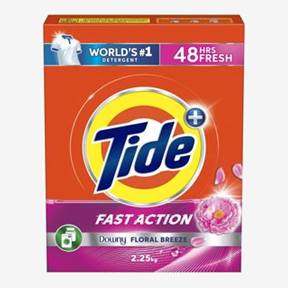 WORLD'S #1
DETERGENT
48 HRS
FRESH
Tide+
FAST ACTION
Downy FLORAL BREEZE
2.25kg